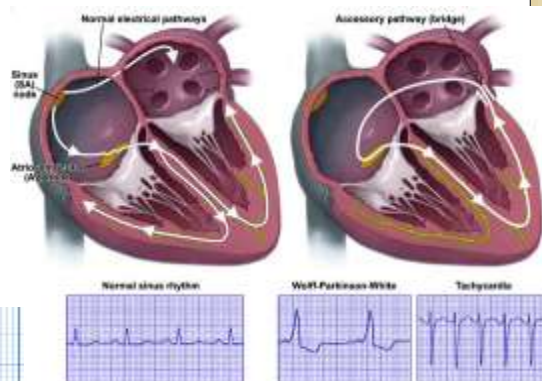 Normal electrical pathways
Accessory pathway (bridge)
Sinus
(SA)
node
Normal sinus rhythm
Wolff-Parkinson-White
Tachycardia